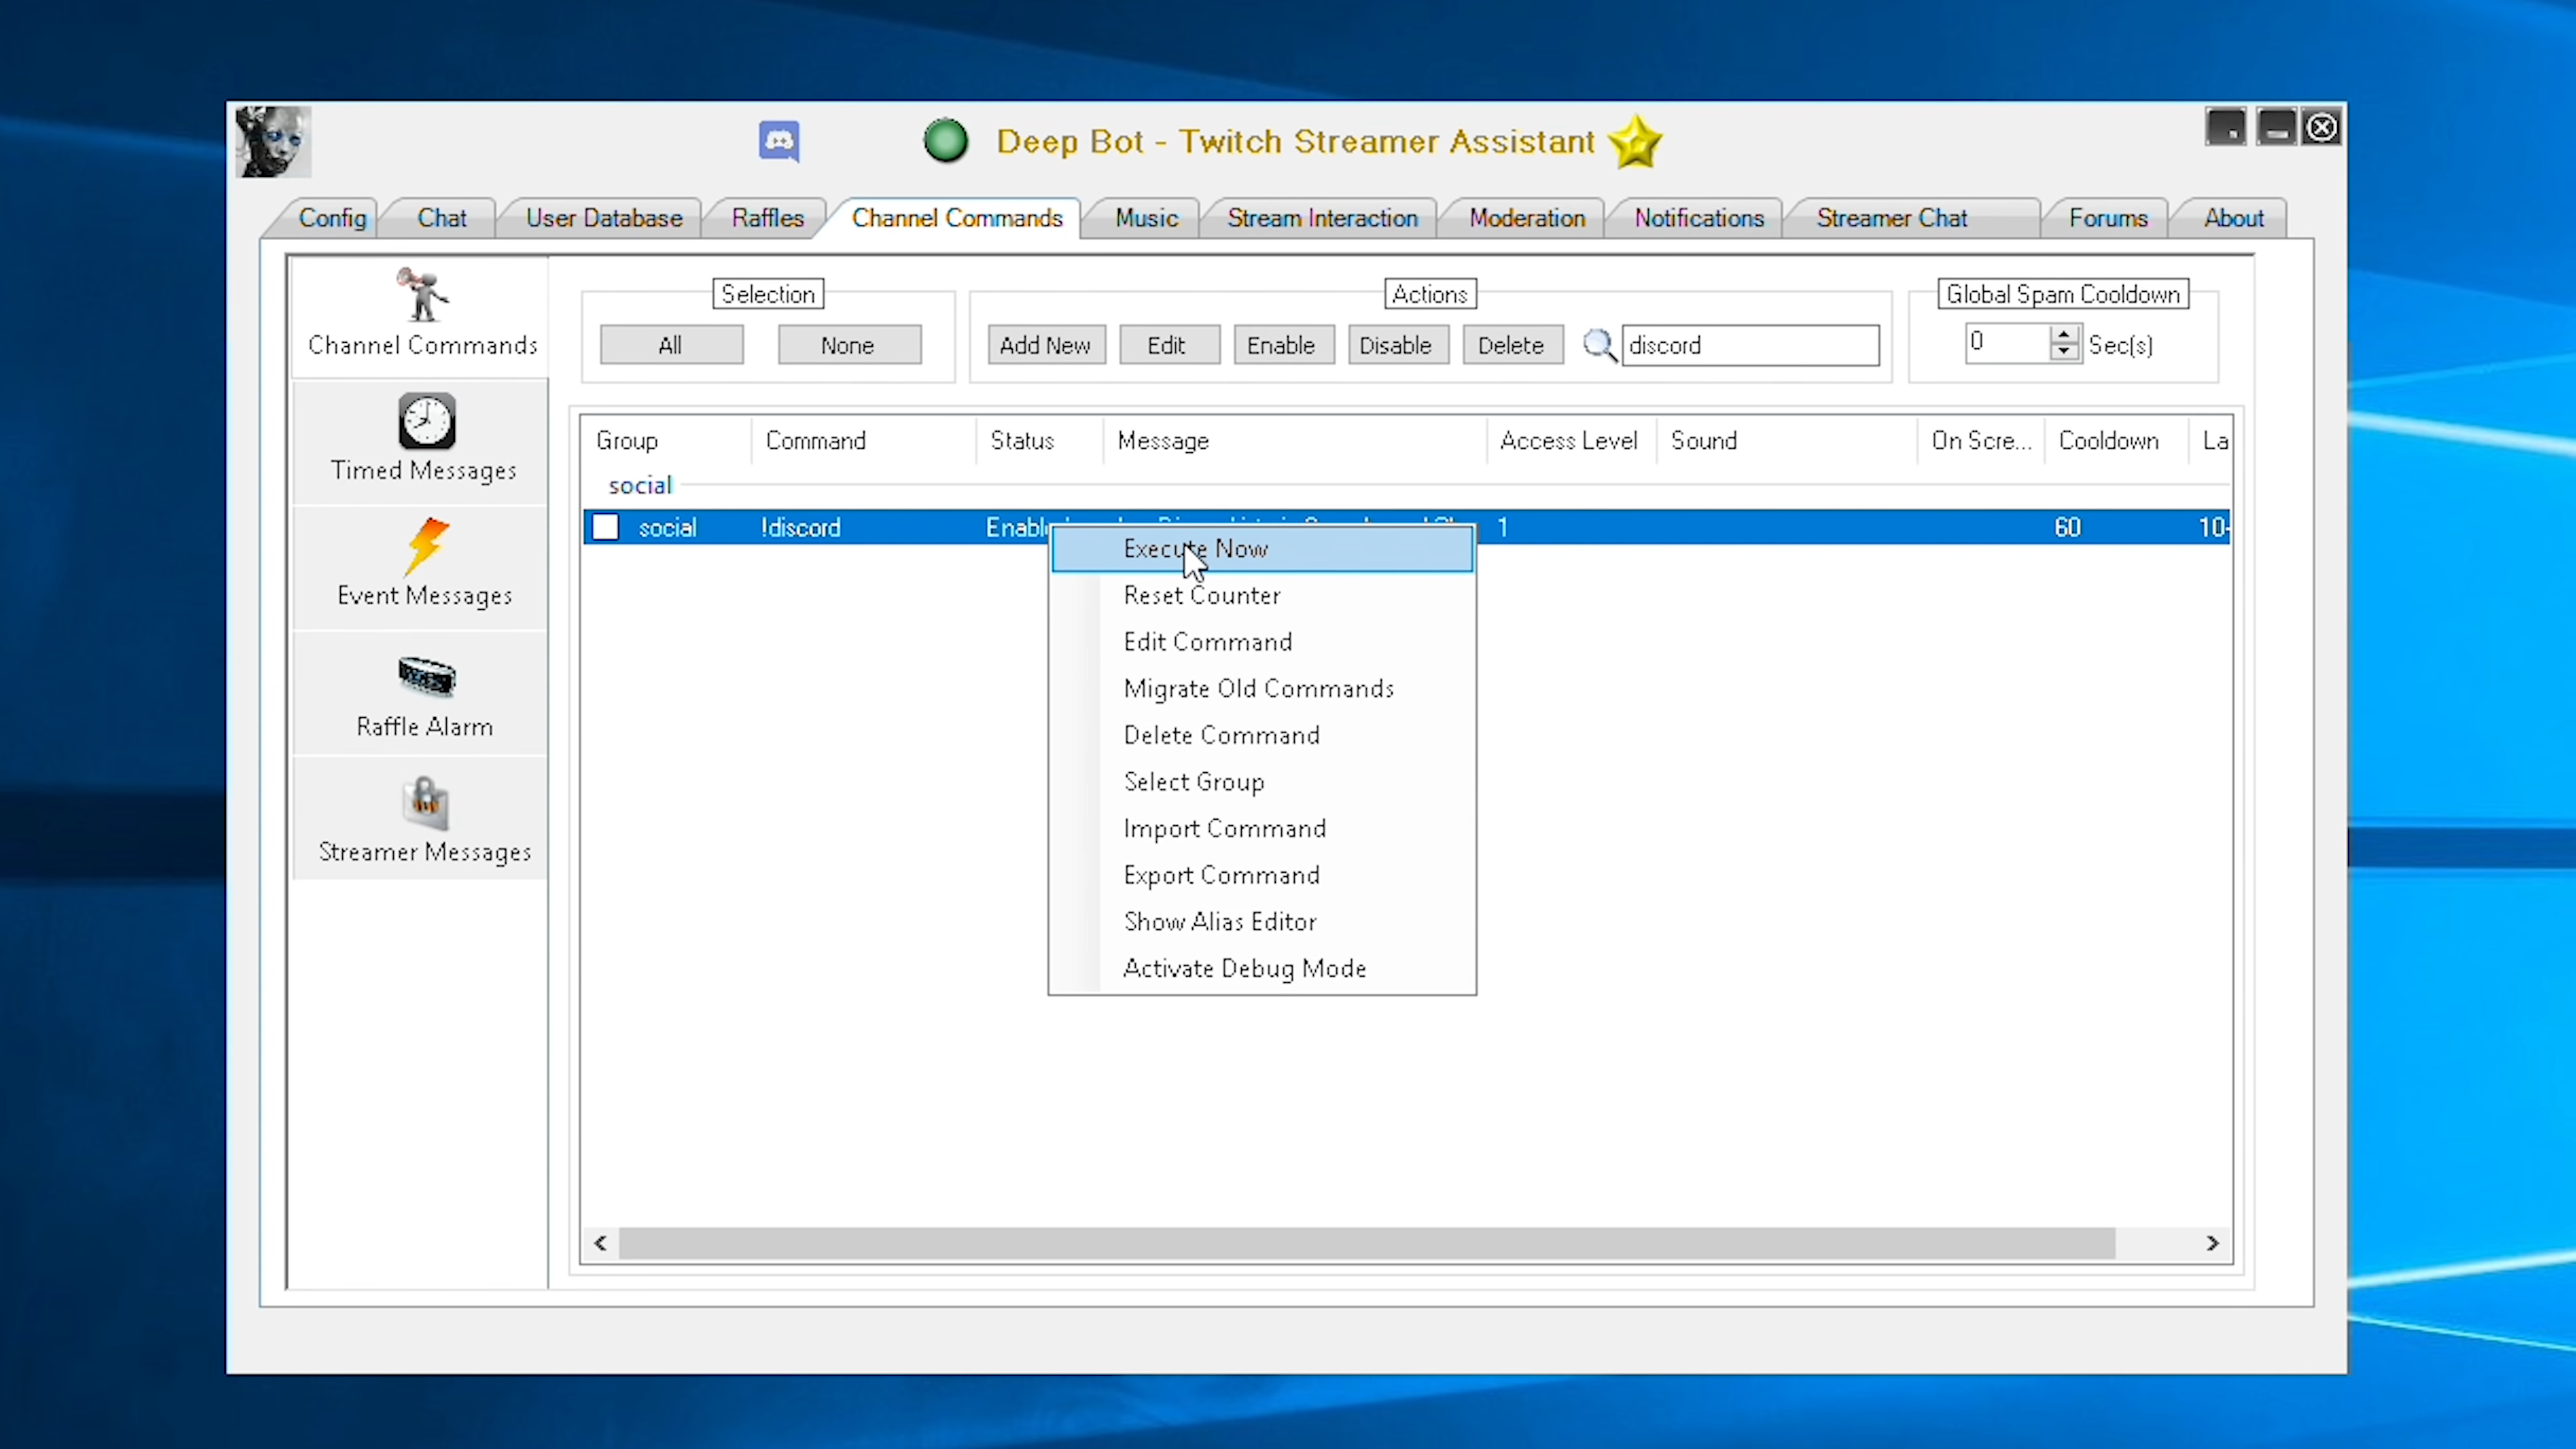 Deep Bot - Twitch Streamer Assistant
Config Chat User Database Raffles Channel Commands Music Stream Interaction Moderation Notifications Streamer Chat Forums About
Channel Commands
Timed Messages
Event Messages
Raffle Alarm
Streamer Messages
Selection
All None
Actions
Add New Edit Enable Disable Delete discord
Global Spam Cooldown
0 Sec(s)
Group Command Status Message Access Level Sound On Scre... Cooldown La
social
social !discord Enabl 1 60 10-
Execute Now
Reset Counter
Edit Command
Migrate Old Commands
Delete Command
Select Group
Import Command
Export Command
Show Alias Editor
Activate Debug Mode